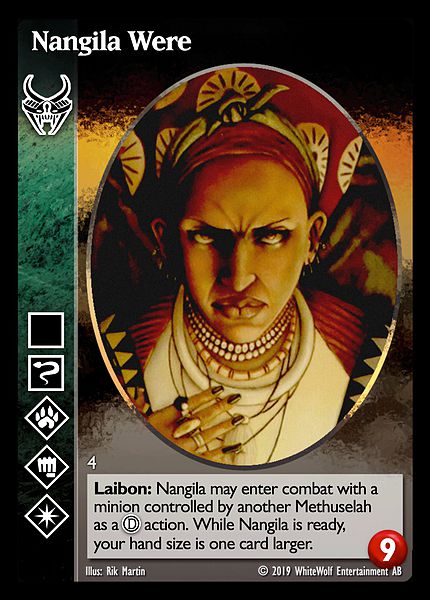 Nangila Were
4
Laibon: Nangila may enter combat with a
minion controlled by another Methuselah
as a Ⓓ action. While Nangila is ready,
your hand size is one card larger.
9
Illus: Rik Martin
© 2019 WhiteWolf Entertainment AB